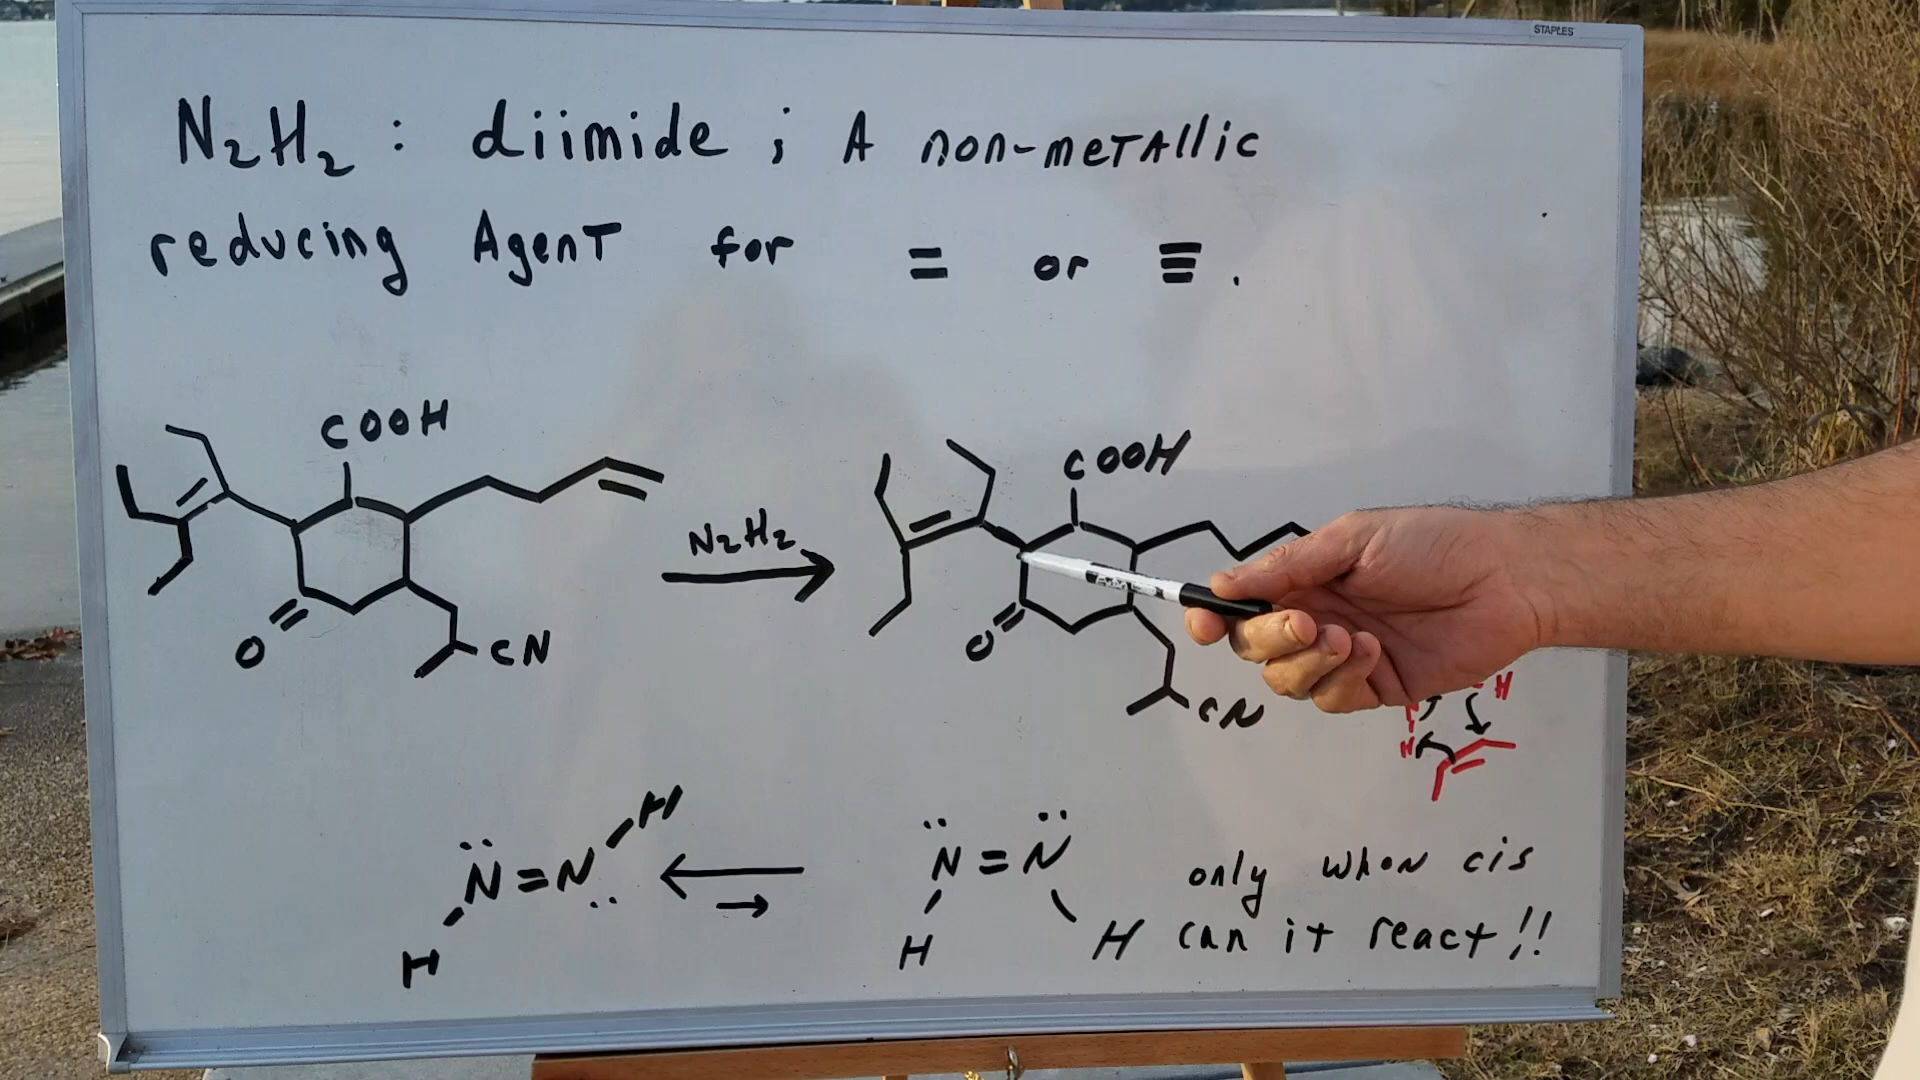 STAPLES
N₂H₂ : diimide ; A non-metallic
reducing Agent for = or ≡ .
COOH
COOH
N₂H₂
O
CN
O
CN
H
H
H
N=N
N=N
only when cis
H
H
H can it react!!